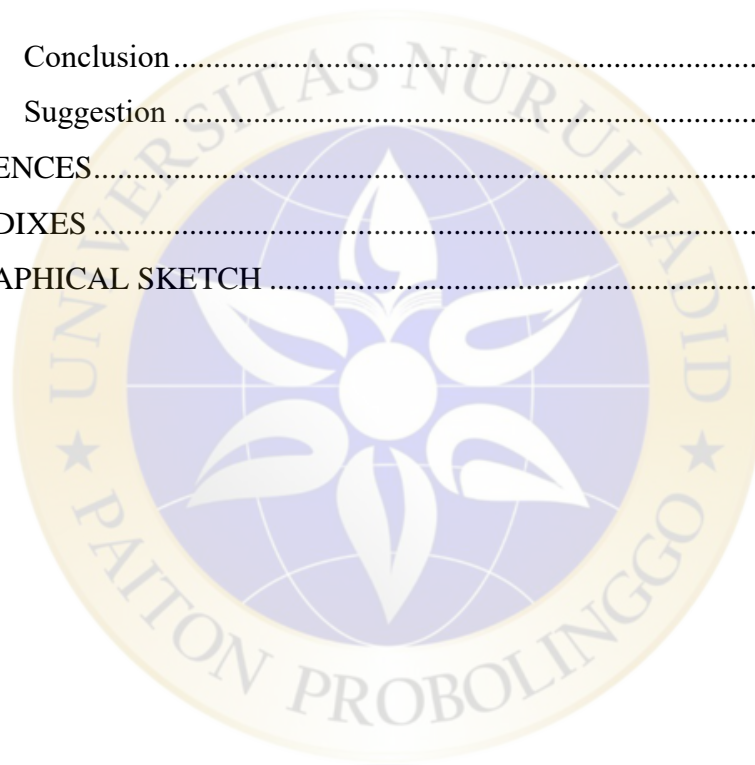 Conclusion ........................................................................
Suggestion ........................................................................
ENCES ........................................................................
DIXES ........................................................................
APHICAL SKETCH ........................................................................
UNIVERSITAS NURUL JADID
★ PAITON PROBOLINGGO ★